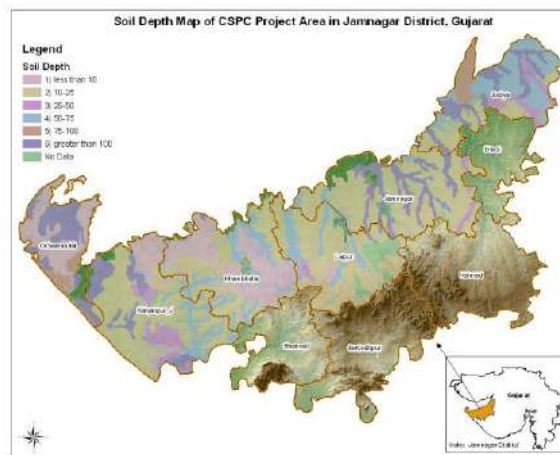 Soil Depth Map of CSPC Project Area in Jamnagar District, Gujarat
Legend
Soil Depth
1) less than 10
2) 10-25
3) 25-50
4) 50-75
5) 75-100
6) greater than 100
No Data
Jodiya
Dhrol
Jamnagar
Okhamandal
Khambhalia
Lalpur
Kalavad
Kalyanpur
Bhanvad
Jamjodhpur
Gujarat
Index: Jamnagar District